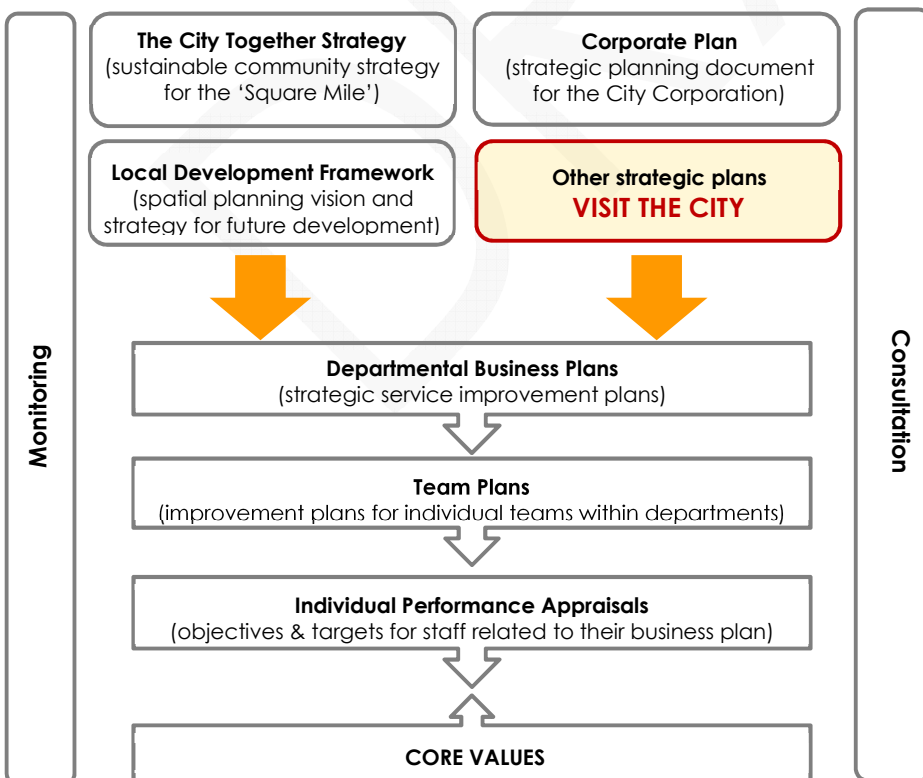 The City Together Strategy
(sustainable community strategy
for the ‘Square Mile’)
Corporate Plan
(strategic planning document
for the City Corporation)
Local Development Framework
(spatial planning vision and
strategy for future development)
Other strategic plans
VISIT THE CITY
Monitoring
Consultation
Departmental Business Plans
(strategic service improvement plans)
Team Plans
(improvement plans for individual teams within departments)
Individual Performance Appraisals
(objectives & targets for staff related to their business plan)
CORE VALUES